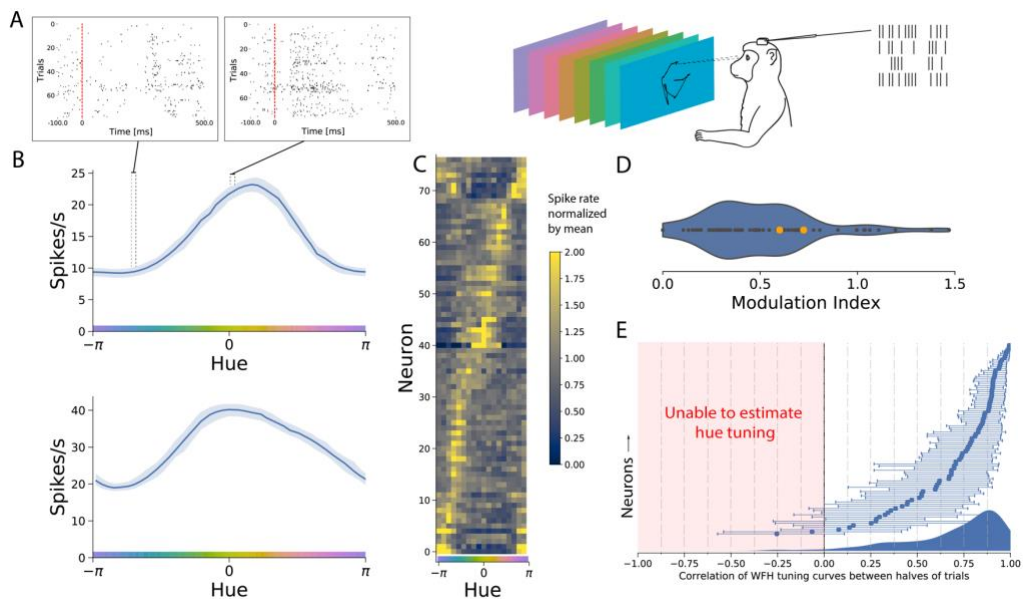 A
Trials
0
20
40
60
-100.0
0
500.0
Time [ms]
Trials
0
20
40
60
-100.0
0
500.0
Time [ms]
B
Spikes/s
25
20
15
10
5
0
−π
0
π
Hue
Spikes/s
40
30
20
10
0
−π
0
π
Hue
C
Neuron
70
60
50
40
30
20
10
0
−π
0
π
Hue
Spike rate
normalized
by mean
2.00
1.75
1.50
1.25
1.00
0.75
0.50
0.25
0.00
D
0.0
0.5
1.0
1.5
Modulation Index
E
Unable to estimate
hue tuning
Neurons →
−1.00 −0.75 −0.50 −0.25 0.00 0.25 0.50 0.75 1.00
Correlation of WFH tuning curves between halves of trials